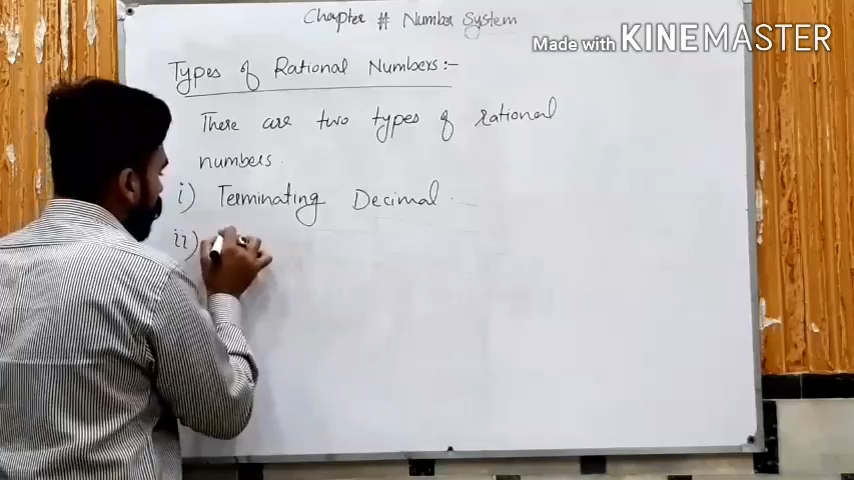 Chapter # Number System
Made with KINEMASTER
Types of Rational Numbers:-
There are two types of rational
numbers.
i) Terminating Decimal.
ii)